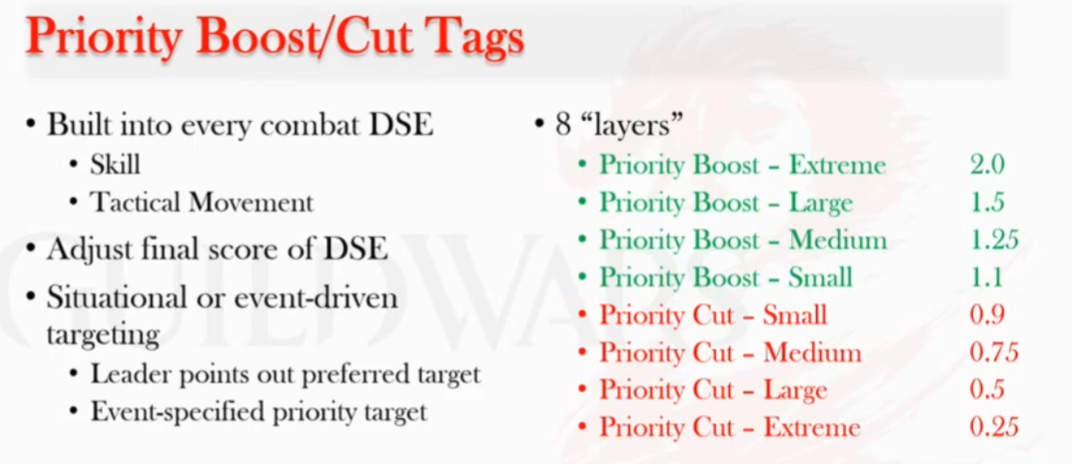 Priority Boost/Cut Tags
• Built into every combat DSE
• Skill
• Tactical Movement
• Adjust final score of DSE
• Situational or event-driven
targeting
• Leader points out preferred target
• Event-specified priority target
• 8 “layers”
• Priority Boost – Extreme 2.0
• Priority Boost – Large 1.5
• Priority Boost – Medium 1.25
• Priority Boost – Small 1.1
• Priority Cut – Small 0.9
• Priority Cut – Medium 0.75
• Priority Cut – Large 0.5
• Priority Cut – Extreme 0.25
GUILDWARS